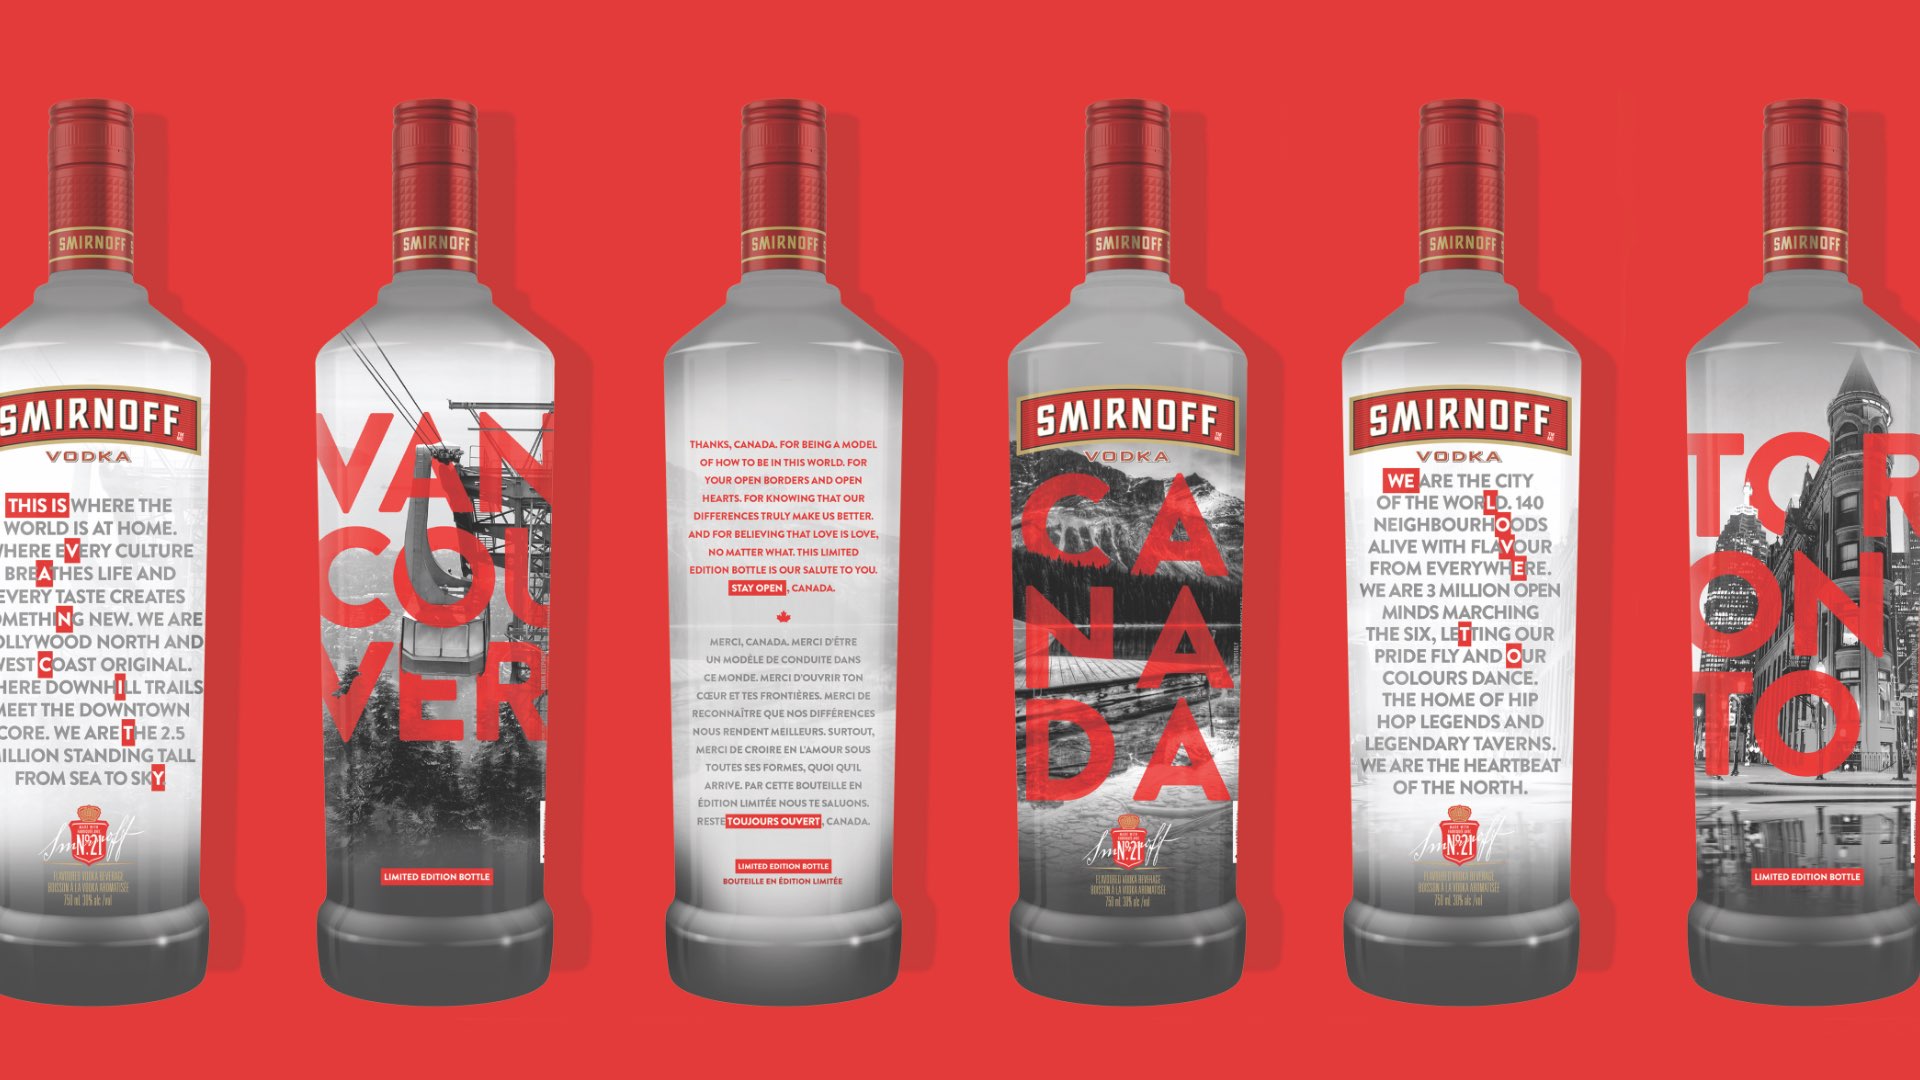 SMIRNOFF
SMIRNOFF
VODKA
THIS IS WHERE THE
WORLD IS AT HOME.
WHERE EVERY CULTURE
BREATHES LIFE AND
EVERY TASTE CREATES
OMETHING NEW. WE ARE
OLLYWOOD NORTH AND
WEST COAST ORIGINAL.
HERE DOWNHILL TRAILS
MEET THE DOWNTOWN
CORE. WE ARE THE 2.5
MILLION STANDING TALL
FROM SEA TO SKY
Smirnoff
Nº.21
FLAVOURED VODKA BEVERAGE
BOISSON À LA VODKA AROMATISÉE
750 mL 30% alc /vol
SMIRNOFF
VAN
COU
VER
LIMITED EDITION BOTTLE
SMIRNOFF
THANKS, CANADA. FOR BEING A MODEL
OF HOW TO BE IN THIS WORLD. FOR
YOUR OPEN BORDERS AND OPEN
HEARTS. FOR KNOWING THAT OUR
DIFFERENCES TRULY MAKE US BETTER.
AND FOR BELIEVING THAT LOVE IS LOVE,
NO MATTER WHAT. THIS LIMITED
EDITION BOTTLE IS OUR SALUTE TO YOU.
STAY OPEN, CANADA.
MERCI, CANADA. MERCI D'ÊTRE
UN MODÈLE DE CONDUITE DANS
CE MONDE. MERCI D'OUVRIR TON
CŒUR ET TES FRONTIÈRES. MERCI DE
RECONNAÎTRE QUE NOS DIFFÉRENCES
NOUS RENDENT MEILLEURS. SURTOUT,
MERCI DE CROIRE EN L'AMOUR SOUS
TOUTES SES FORMES, QUOI QU'IL
ARRIVE. PAR CETTE BOUTEILLE EN
ÉDITION LIMITÉE NOUS TE SALUONS.
RESTE TOUJOURS OUVERT, CANADA.
LIMITED EDITION BOTTLE
BOUTEILLE EN ÉDITION LIMITÉE
SMIRNOFF
SMIRNOFF
VODKA
CA
NA
DA
Smirnoff
Nº.21
FLAVOURED VODKA BEVERAGE
BOISSON À LA VODKA AROMATISÉE
750 mL 30% alc /vol
SMIRNOFF
SMIRNOFF
VODKA
WE ARE THE CITY
OF THE WORLD. 140
NEIGHBOURHOODS
ALIVE WITH FLAVOUR
FROM EVERYWHERE.
WE ARE 3 MILLION OPEN
MINDS MARCHING
THE SIX, LETTING OUR
PRIDE FLY AND OUR
COLOURS DANCE.
THE HOME OF HIP
HOP LEGENDS AND
LEGENDARY TAVERNS.
WE ARE THE HEARTBEAT
OF THE NORTH.
Smirnoff
Nº.21
FLAVOURED VODKA BEVERAGE
BOISSON À LA VODKA AROMATISÉE
750 mL 30% alc /vol
SMIRNOFF
TOR
ON
TO
LIMITED EDITION BOTTLE